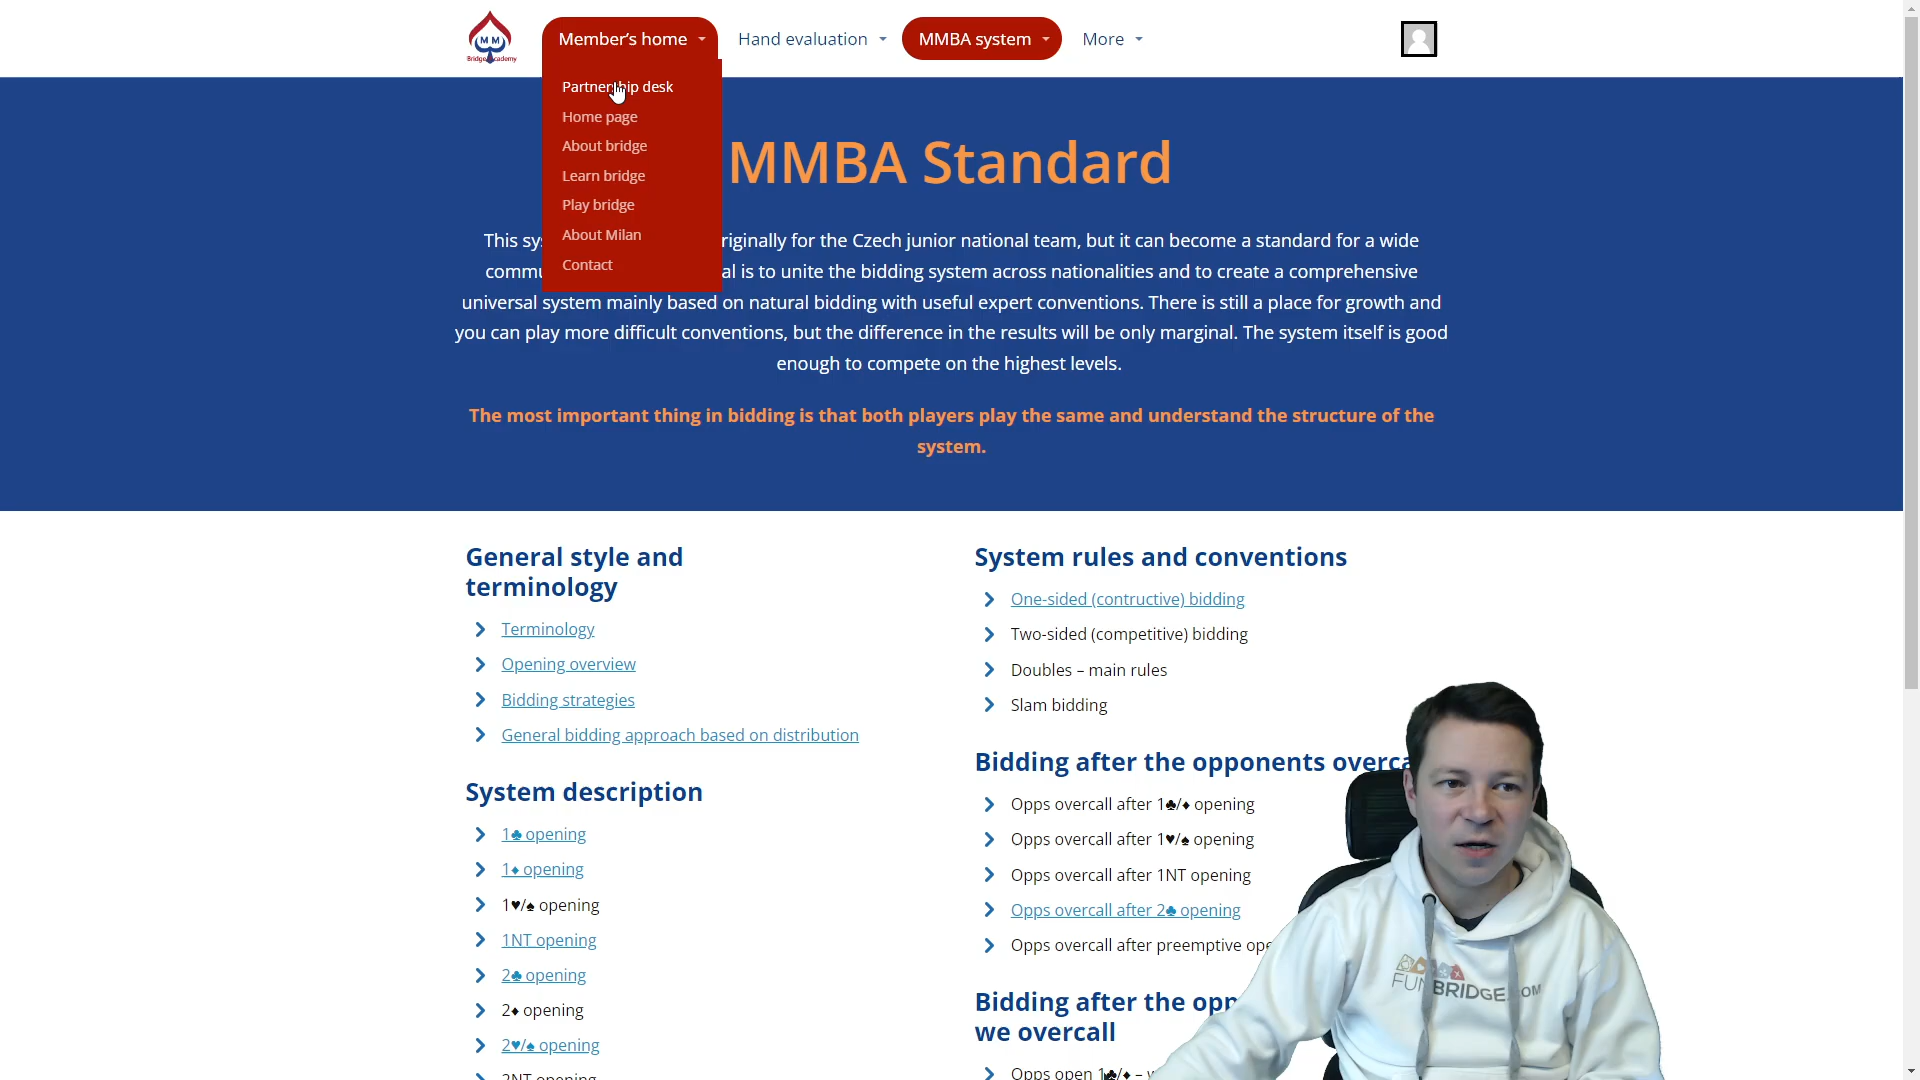 MM
Bridge Academy
Member's home
Hand evaluation
MMBA system
More
Partnership desk
Home page
About bridge
Learn bridge
Play bridge
About Milan
Contact
MMBA Standard
This sy riginally for the Czech junior national team, but it can become a standard for a wide
commu al is to unite the bidding system across nationalities and to create a comprehensive
universal system mainly based on natural bidding with useful expert conventions. There is still a place for growth and
you can play more difficult conventions, but the difference in the results will be only marginal. The system itself is good
enough to compete on the highest levels.
The most important thing in bidding is that both players play the same and understand the structure of the
system.
General style and
terminology
Terminology
Opening overview
Bidding strategies
General bidding approach based on distribution
System description
1♣ opening
1♦ opening
1♥/♠ opening
1NT opening
2♣ opening
2♦ opening
2♥/♠ opening
2NT opening
System rules and conventions
One-sided (contructive) bidding
Two-sided (competitive) bidding
Doubles – main rules
Slam bidding
Bidding after the opponents overca
Opps overcall after 1♣/♦ opening
Opps overcall after 1♥/♠ opening
Opps overcall after 1NT opening
Opps overcall after 2♣ opening
Opps overcall after preemptive ope
Bidding after the opp
we overcall
Opps open 1♣/♦ – w
FUNBRIDGE.COM